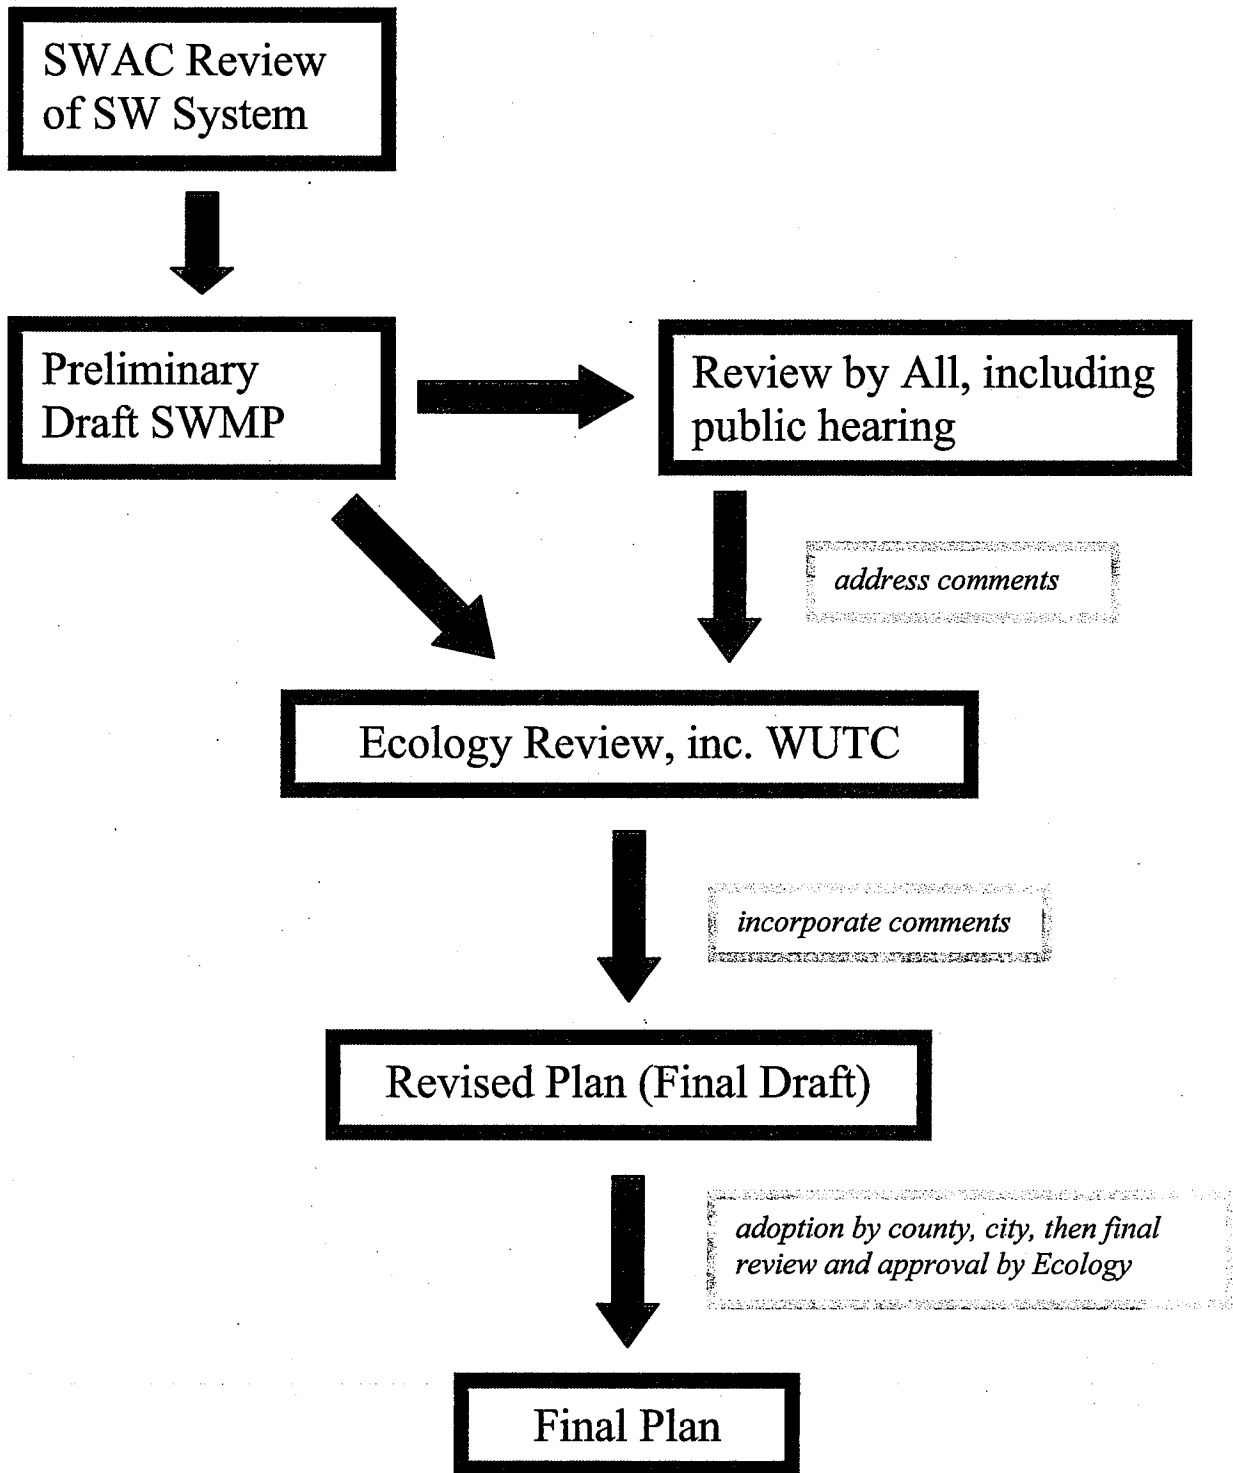 SWAC Review
of SW System
Preliminary
Draft SWMP
Review by All, including
public hearing
address comments
Ecology Review, inc. WUTC
incorporate comments
Revised Plan (Final Draft)
adoption by county, city, then final
review and approval by Ecology
Final Plan